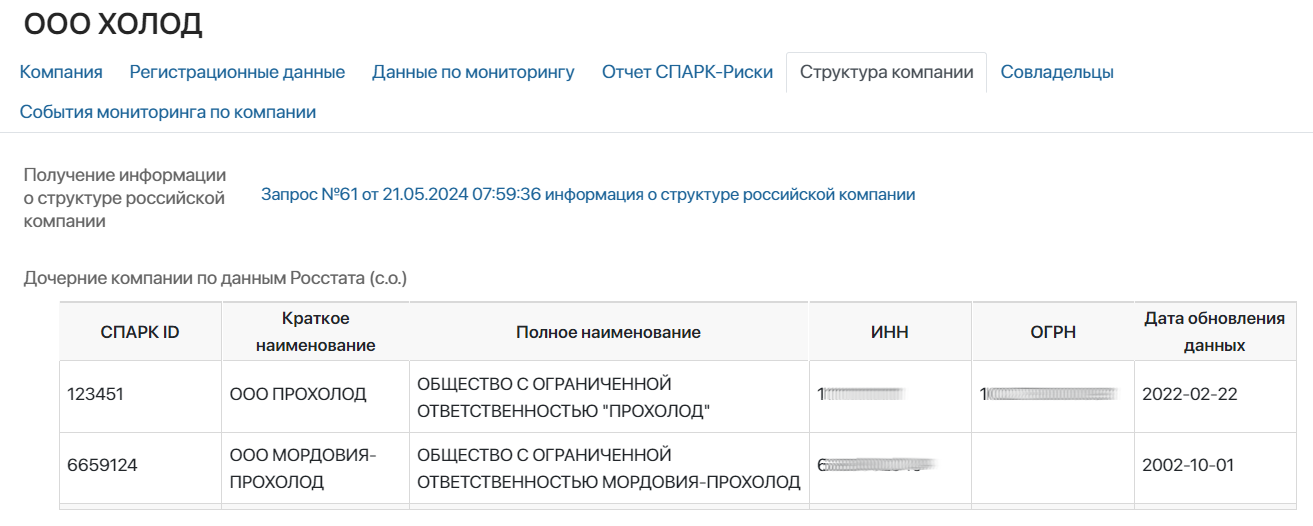 ООО ХОЛОД
Компания Регистрационные данные Данные по мониторингу Отчет СПАРК-Риски Структура компании Совладельцы
События мониторинга по компании
Получение информации
о структуре российской
компании
Запрос №61 от 21.05.2024 07:59:36 информация о структуре российской компании
Дочерние компании по данным Росстата (с.о.)
СПАРК ID
Краткое
наименование
Полное наименование
ИНН
ОГРН
Дата обновления
данных
123451
ООО ПРОХОЛОД
ОБЩЕСТВО С ОГРАНИЧЕННОЙ
ОТВЕТСТВЕННОСТЬЮ "ПРОХОЛОД"
1
1
2022-02-22
6659124
ООО МОРДОВИЯ-
ПРОХОЛОД
ОБЩЕСТВО С ОГРАНИЧЕННОЙ
ОТВЕТСТВЕННОСТЬЮ МОРДОВИЯ-ПРОХОЛОД
6
2002-10-01